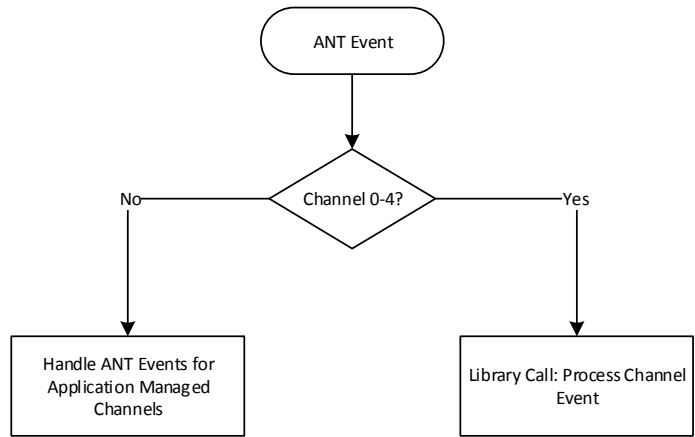 ANT Event
Channel 0-4?
No
Yes
Handle ANT Events for
Application Managed
Channels
Library Call: Process Channel
Event